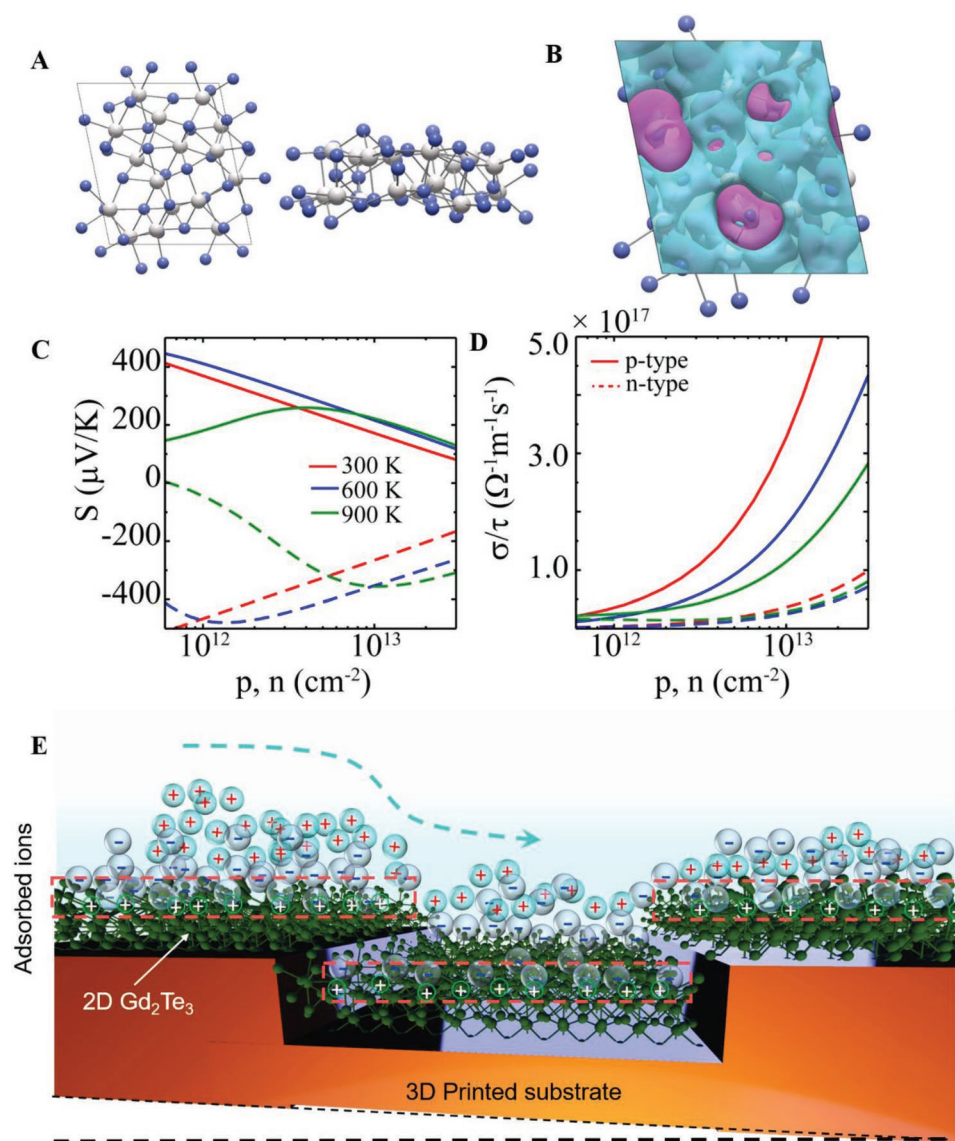 A
B
C
D
× 10¹⁷
400
200
0
-200
-400
S (μV/K)
300 K
600 K
900 K
10¹²
10¹³
p, n (cm⁻²)
5.0
3.0
1.0
σ/τ (Ω⁻¹m⁻¹s⁻¹)
p-type
n-type
10¹²
10¹³
p, n (cm⁻²)
E
Adsorbed ions
2D Gd₂Te₃
3D Printed substrate